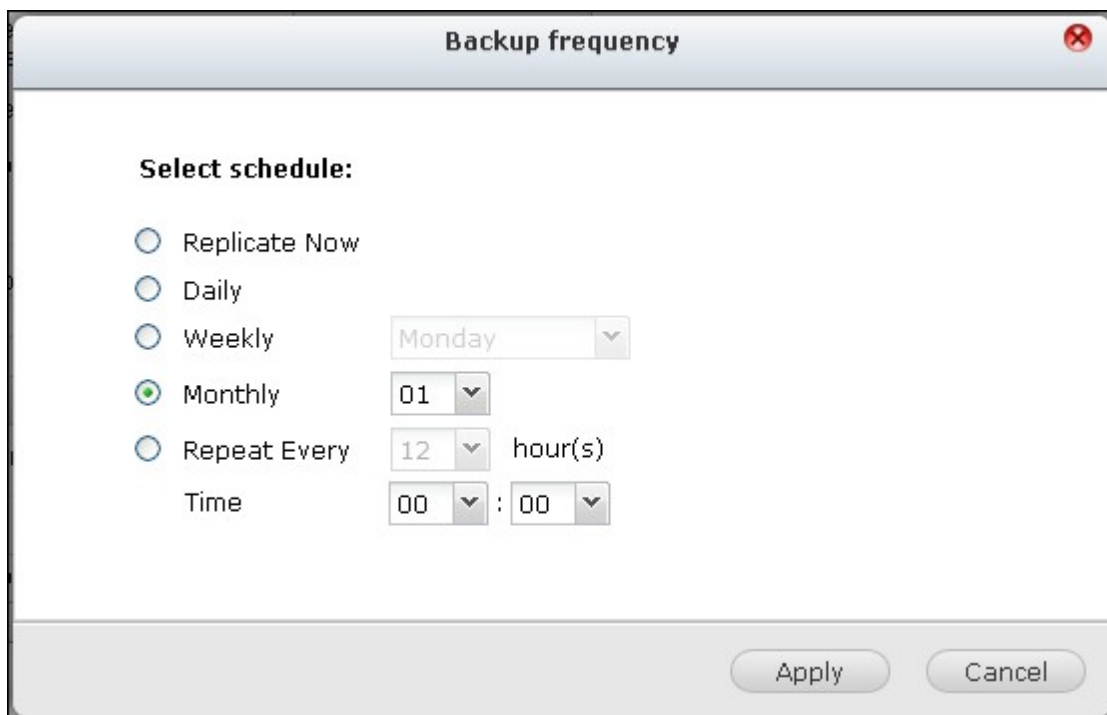 Backup frequency
Select schedule:
Replicate Now
Daily
Weekly Monday
Monthly 01
Repeat Every 12 hour(s)
Time 00 : 00
Apply Cancel